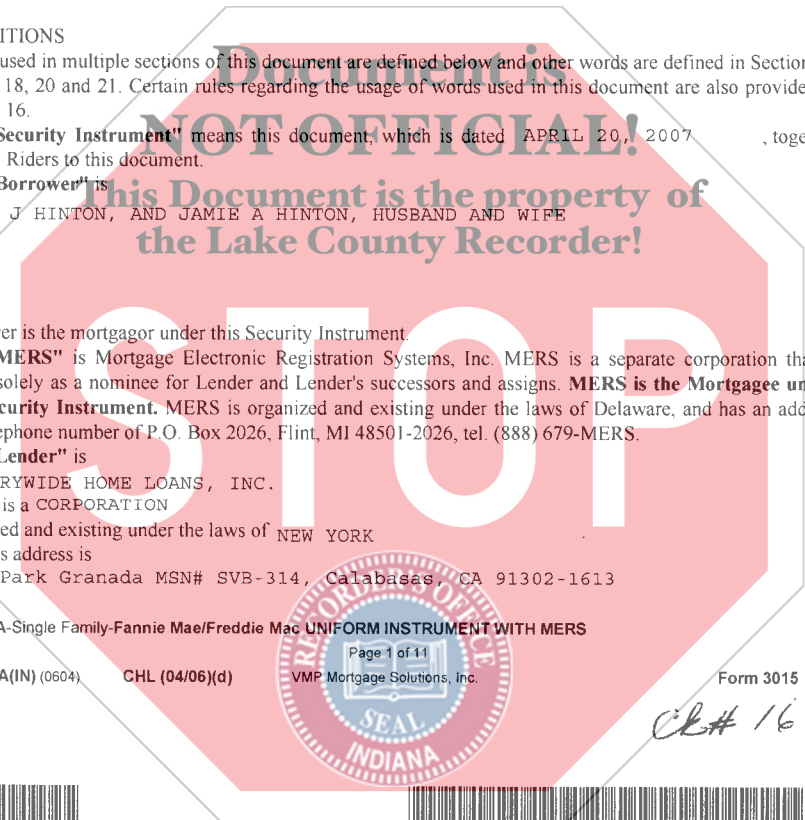 ITIONS
used in multiple sections of this document are defined below and other words are defined in Section
18, 20 and 21. Certain rules regarding the usage of words used in this document are also provide
16.
Security Instrument" means this document, which is dated APRIL 20, 2007 , toge
Riders to this document.
Borrower" is
J HINTON, AND JAMIE A HINTON, HUSBAND AND WIFE
Document is
NOT OFFICIAL!
This Document is the property of
the Lake County Recorder!
er is the mortgagor under this Security Instrument.
MERS" is Mortgage Electronic Registration Systems, Inc. MERS is a separate corporation tha
solely as a nominee for Lender and Lender's successors and assigns. MERS is the Mortgagee un
curity Instrument. MERS is organized and existing under the laws of Delaware, and has an add
ephone number of P.O. Box 2026, Flint, MI 48501-2026, tel. (888) 679-MERS.
STOP
Lender" is
RYWIDE HOME LOANS, INC.
is a CORPORATION
ed and existing under the laws of NEW YORK
s address is
Park Granada MSN# SVB-314, Calabasas, CA 91302-1613
A-Single Family-Fannie Mae/Freddie Mac UNIFORM INSTRUMENT WITH MERS
Page 1 of 11
A(IN) (0604) CHL (04/06)(d) VMP Mortgage Solutions, Inc. Form 3015
RECORDER'S OFFICE
SEAL
INDIANA
Ck# 16